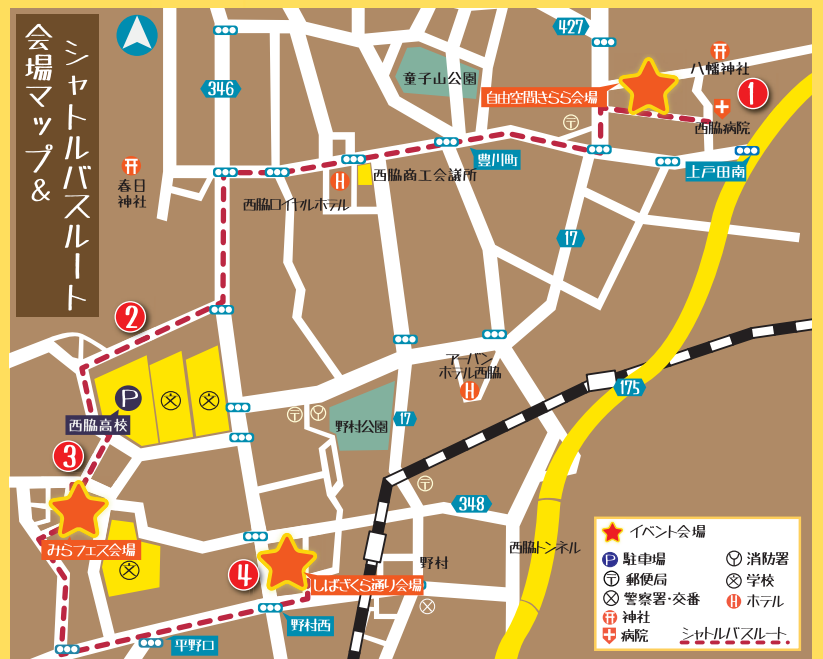 シャトルバスルート
会場マップ&
427
346
童子山公園
自由空間きらら会場
八幡神社
1
西脇病院
豊川町
上戸田南
西脇商工会議所
春日
神社
西脇ロイヤルホテル
H
17
2
アーバン
ホテル西脇
H
175
P
西脇高校
野村公園
17
3
348
みらフェス会場
西脇トンネル
野村
4
しばざくら通り会場
野村西
平野口
イベント会場
P 駐車場
消防署
郵便局
学校
警察署・交番
H ホテル
神社
病院
シャトルバスルート